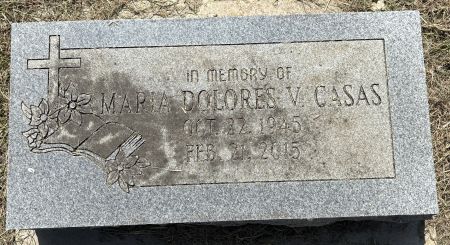 IN MEMORY OF
MARIA DOLORES V. CASAS
OCT. 22, 1945
FEB. 21, 2015